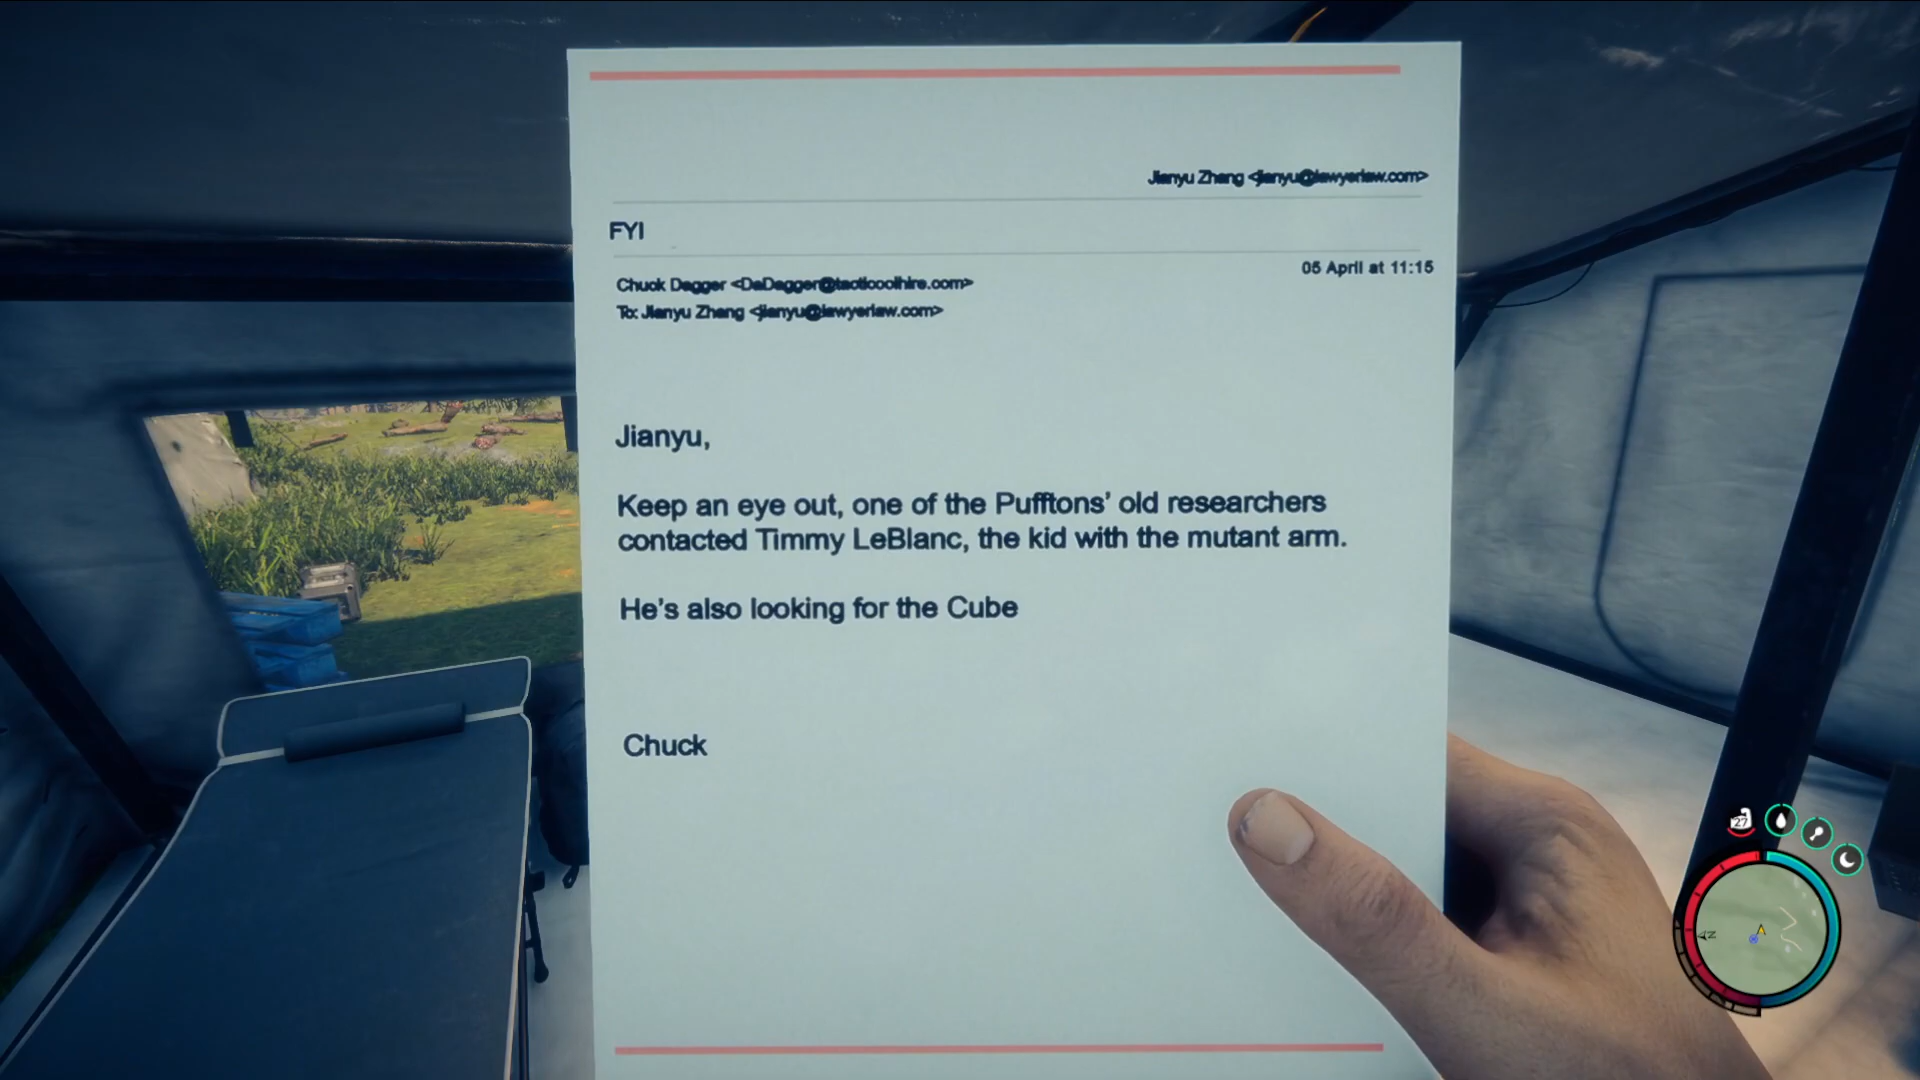 Jianyu Zhang <jianyu@lawyerlaw.com>
FYI
05 April at 11:15
Chuck Dagger <DaDagger@tacticoolhire.com>
To: Jianyu Zhang <jianyu@lawyerlaw.com>
Jianyu,
Keep an eye out, one of the Pufftons’ old researchers
contacted Timmy LeBlanc, the kid with the mutant arm.
He’s also looking for the Cube
Chuck
27
N